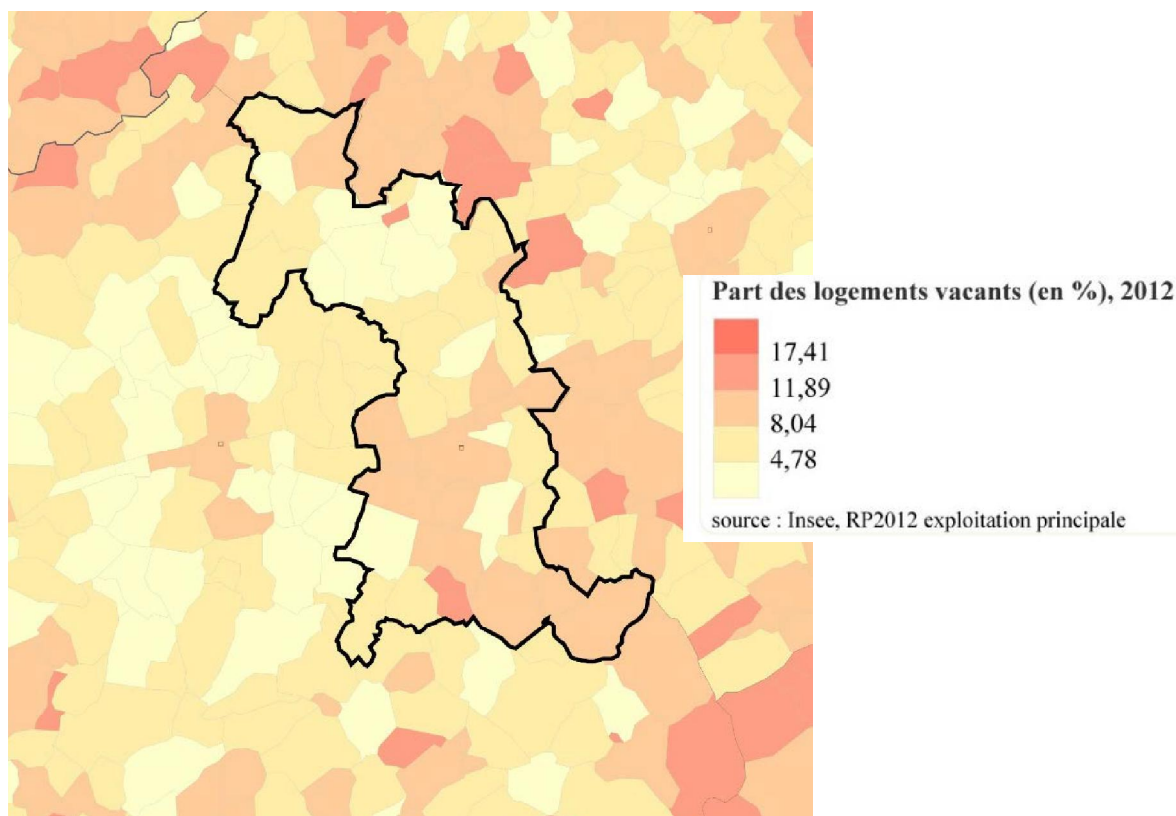 Part des logements vacants (en %), 2012
17,41
11,89
8,04
4,78
source : Insee, RP2012 exploitation principale